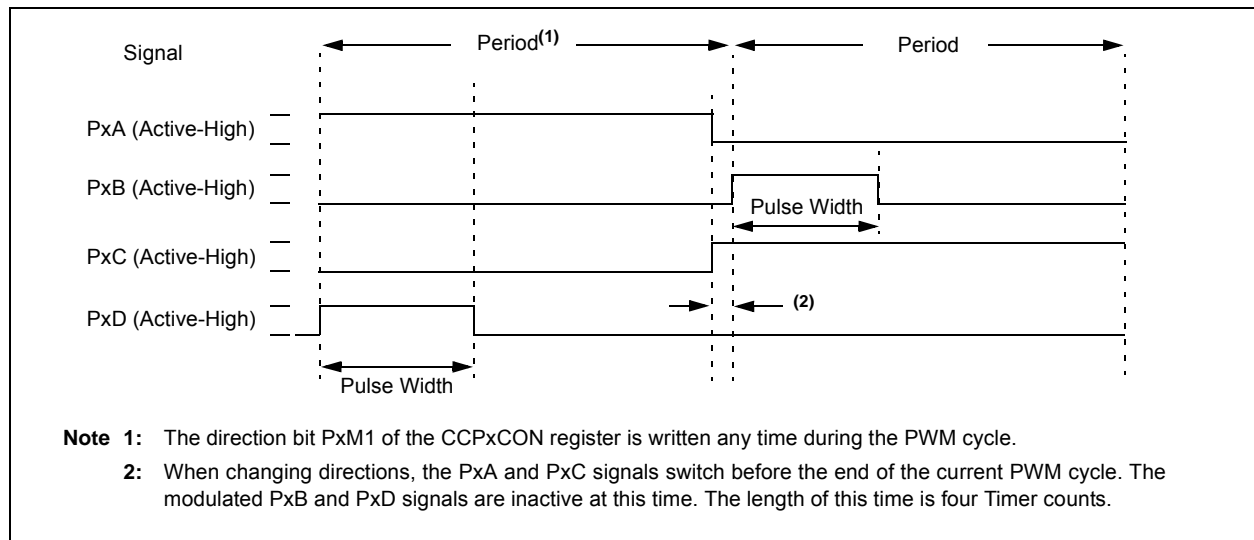 Signal
Period(1)
Period
PxA (Active-High)
PxB (Active-High)
Pulse Width
PxC (Active-High)
(2)
PxD (Active-High)
Pulse Width
Note 1: The direction bit PxM1 of the CCPxCON register is written any time during the PWM cycle.
2: When changing directions, the PxA and PxC signals switch before the end of the current PWM cycle. The
modulated PxB and PxD signals are inactive at this time. The length of this time is four Timer counts.